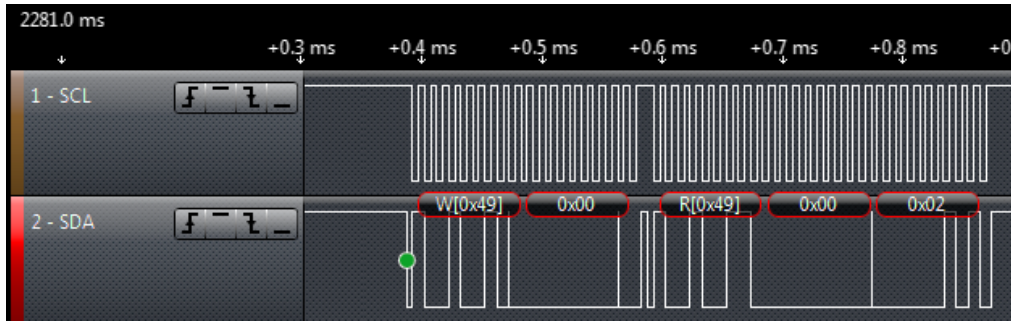 2281.0 ms
+0.3 ms +0.4 ms +0.5 ms +0.6 ms +0.7 ms +0.8 ms +0
1 - SCL
W[0x49] 0x00 R[0x49] 0x00 0x02
2 - SDA